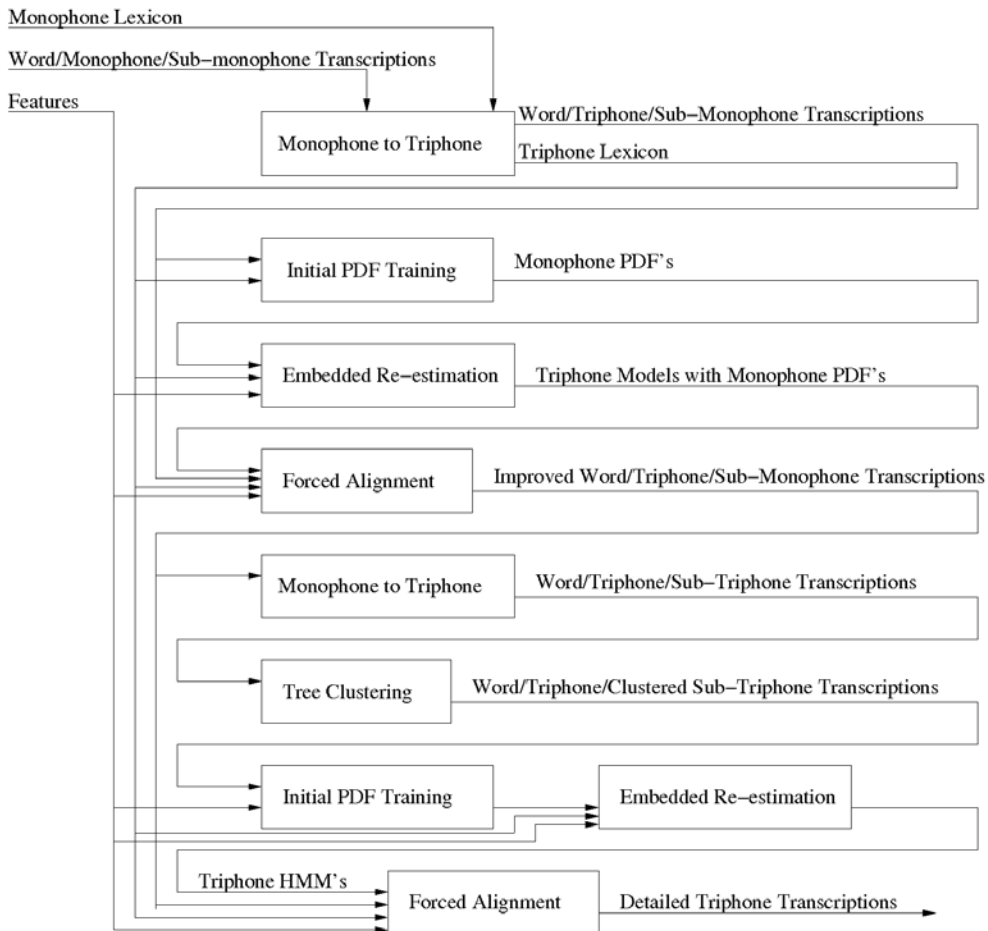 Monophone Lexicon
Word/Monophone/Sub−monophone Transcriptions
Features
Monophone to Triphone
Word/Triphone/Sub−Monophone Transcriptions
Triphone Lexicon
Initial PDF Training
Monophone PDF's
Embedded Re−estimation
Triphone Models with Monophone PDF's
Forced Alignment
Improved Word/Triphone/Sub−Monophone Transcriptions
Monophone to Triphone
Word/Triphone/Sub−Triphone Transcriptions
Tree Clustering
Word/Triphone/Clustered Sub−Triphone Transcriptions
Initial PDF Training
Embedded Re−estimation
Triphone HMM's
Forced Alignment
Detailed Triphone Transcriptions